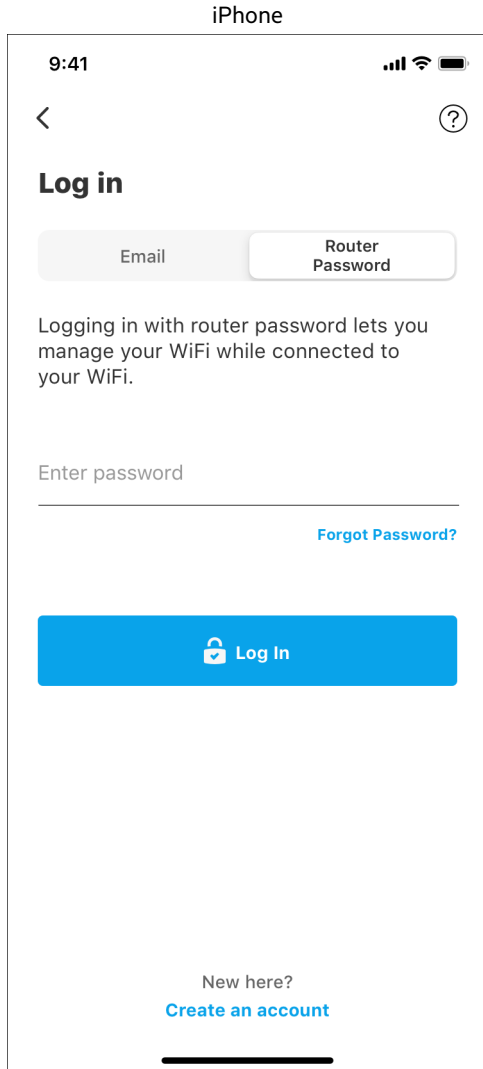 iPhone
9:41
?
Log in
Email
Router
Password
Logging in with router password lets you
manage your WiFi while connected to
your WiFi.
Enter password
Forgot Password?
Log In
New here?
Create an account